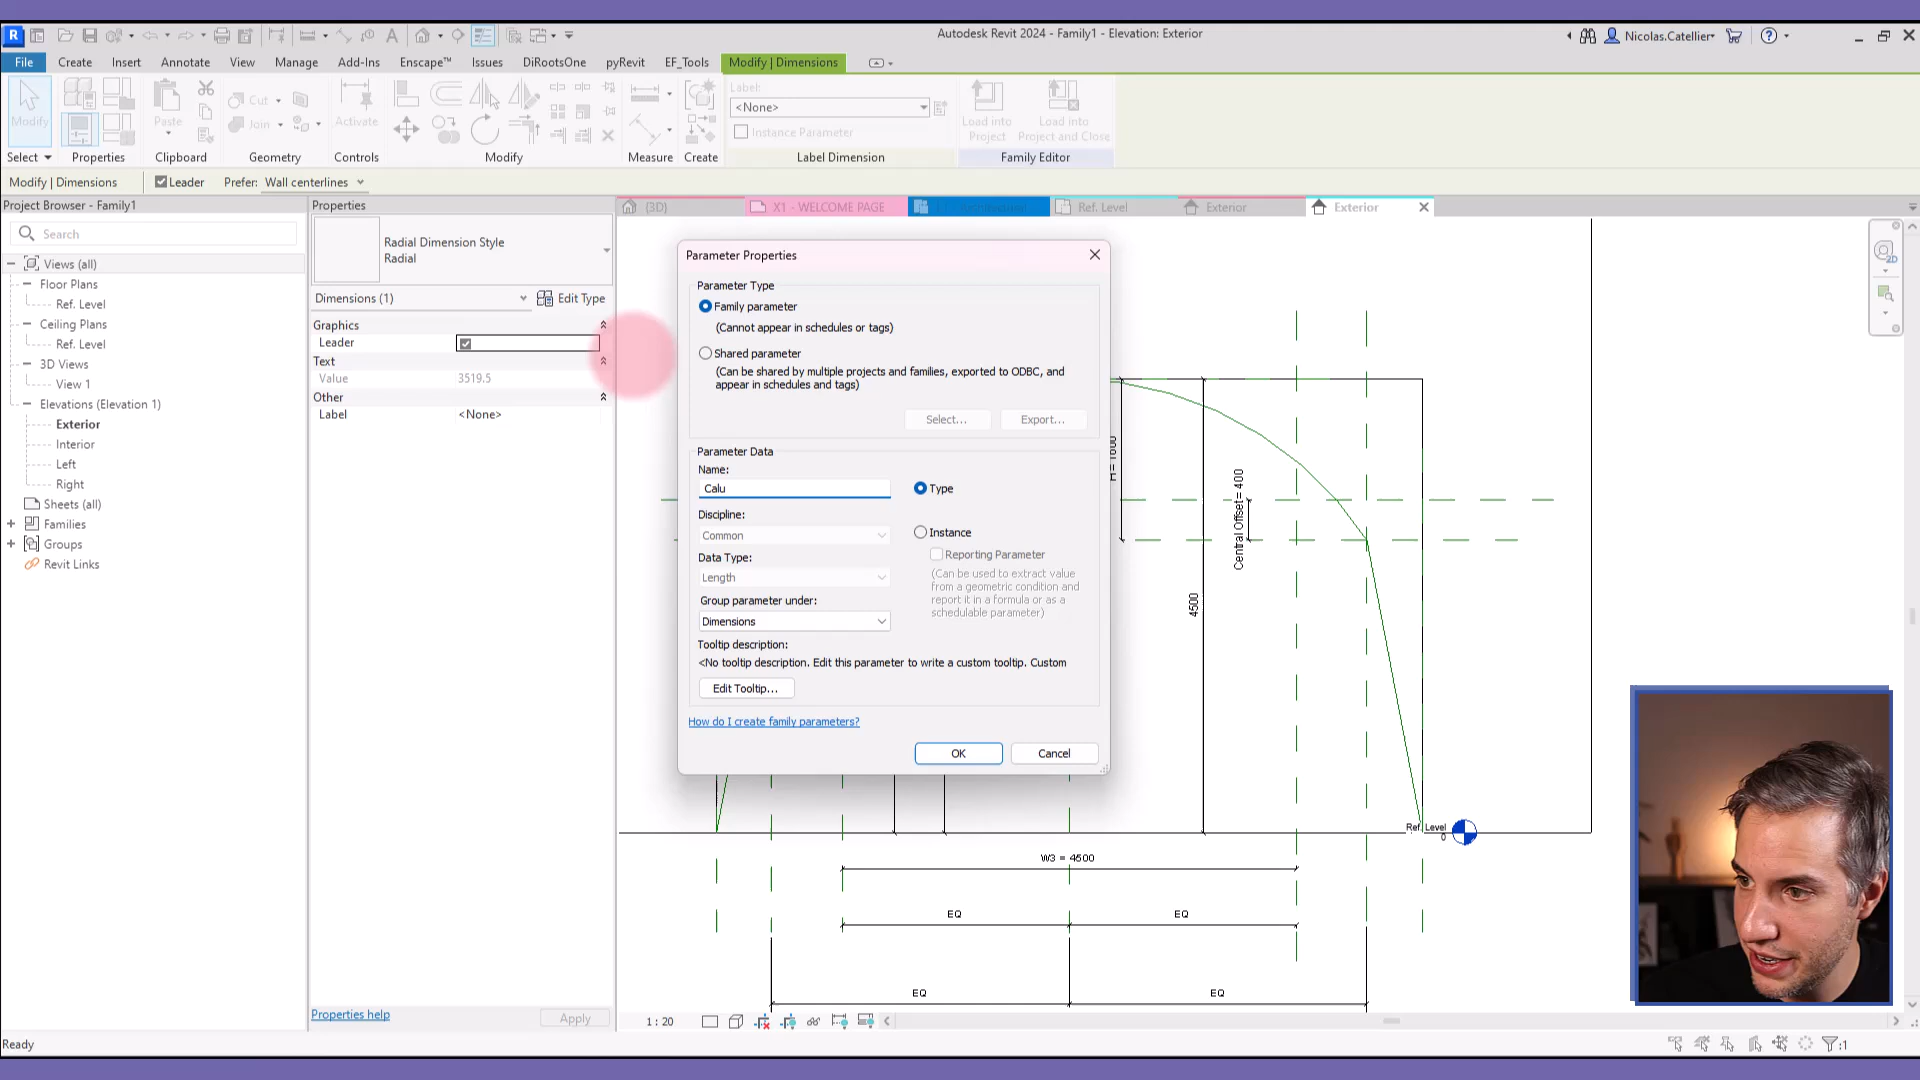 Autodesk Revit 2024 - Family1 - Elevation: Exterior
Nicolas.Catellier
File Create Insert Annotate View Manage Add-Ins Enscape™ Issues DiRootsOne pyRevit EF_Tools Modify | Dimensions
Modify
Paste
Cut
Join
Activate
Label:
<None>
Instance Parameter
Load into Project
Load into Project and Close
Select Properties Clipboard Geometry Controls Modify Measure Create Label Dimension Family Editor
Modify | Dimensions Leader Prefer: Wall centerlines
Project Browser - Family1
Search
Views (all)
Floor Plans
Ref. Level
Ceiling Plans
Ref. Level
3D Views
View 1
Elevations (Elevation 1)
Exterior
Interior
Left
Right
Sheets (all)
Families
Groups
Revit Links
Properties
Radial Dimension Style
Radial
Dimensions (1) Edit Type
Graphics
Leader
Text
Value 3519.5
Other
Label <None>
Properties help Apply
{3D} X1 - WELCOME PAGE Ref. Level Exterior Exterior
Parameter Properties
Parameter Type
Family parameter
(Cannot appear in schedules or tags)
Shared parameter
(Can be shared by multiple projects and families, exported to ODBC, and
appear in schedules and tags)
Select... Export...
Parameter Data
Name:
Calu
Type
Discipline:
Common
Instance
Reporting Parameter
(Can be used to extract value
from a geometric condition and
report it in a formula or as a
schedulable parameter)
Data Type:
Length
Group parameter under:
Dimensions
Tooltip description:
<No tooltip description. Edit this parameter to write a custom tooltip. Custom
Edit Tooltip...
How do I create family parameters?
OK Cancel
4500
Central Offset = 400
Ref. Level
0
W3 = 4500
EQ EQ
EQ EQ
1 : 20
Ready
:1
2D